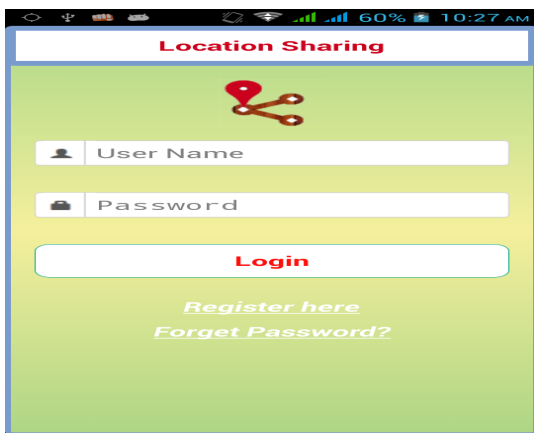 60% 10:27 AM
Location Sharing
User Name
Password
Login
Register here
Forget Password?